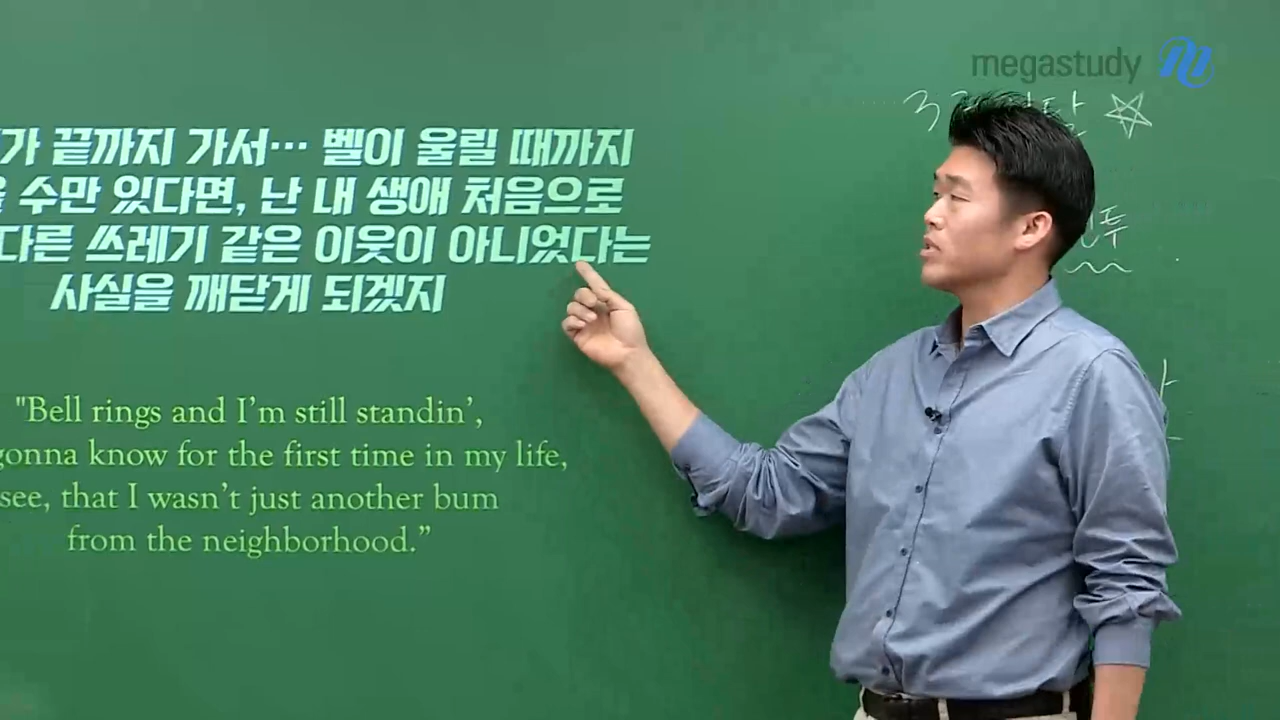 megastudy
가 끝까지 가서… 벨이 울릴 때까지
수만 있다면, 난 내 생애 처음으로
다른 쓰레기 같은 이웃이 아니었다는
사실을 깨닫게 되겠지
"Bell rings and I’m still standin’,
gonna know for the first time in my life,
see, that I wasn’t just another bum
from the neighborhood.”
3